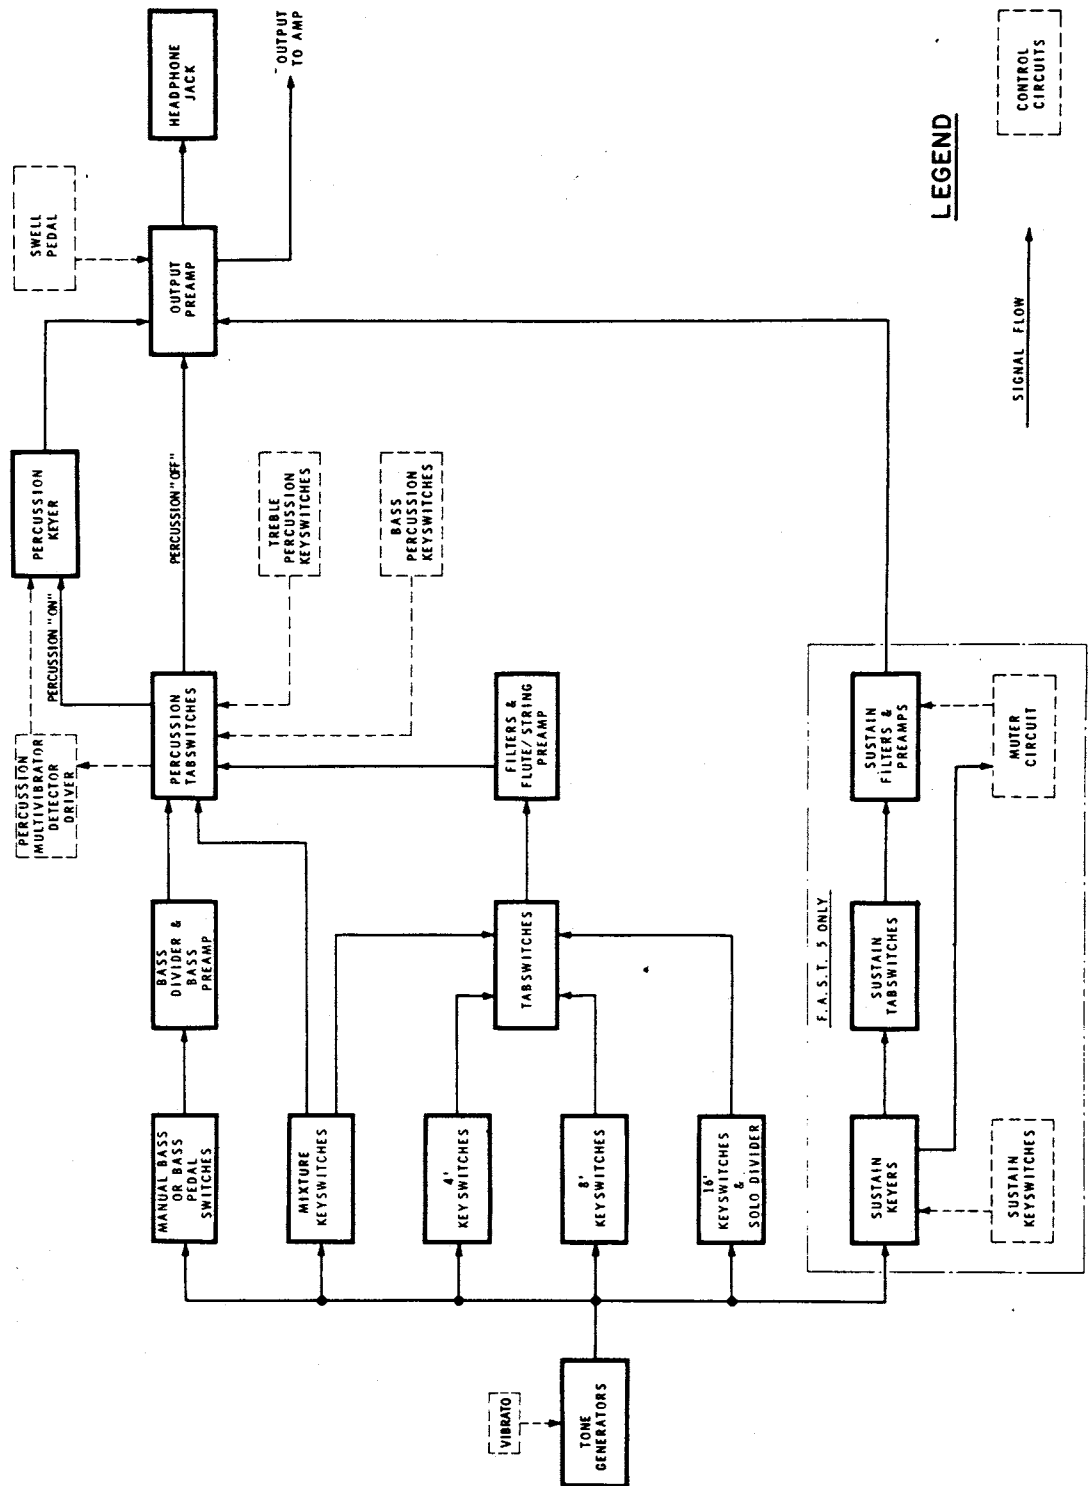 VIBRATO
TONE
GENERATORS
MANUAL BASS
OR BASS
PEDAL
SWITCHES
MIXTURE
KEYSWITCHES
4'
KEYSWITCHES
8'
KEYSWITCHES
16'
KEYSWITCHES
&
SOLO DIVIDER
BASS
DIVIDER &
BASS
PREAMP
TABSWITCHES
FILTERS &
FLUTE/STRING
PREAMP
PERCUSSION
MULTIVIBRATOR
DETECTOR
DRIVER
PERCUSSION
TABSWITCHES
PERCUSSION "ON"
PERCUSSION "OFF"
PERCUSSION
KEYER
TREBLE
PERCUSSION
KEYSWITCHES
BASS
PERCUSSION
KEYSWITCHES
SWELL
PEDAL
OUTPUT
PREAMP
HEADPHONE
JACK
OUTPUT
TO AMP
F.A.S.T. 5 ONLY
SUSTAIN
KEYERS
SUSTAIN
KEYSWITCHES
SUSTAIN
TABSWITCHES
SUSTAIN
FILTERS &
PREAMPS
MUTER
CIRCUIT
LEGEND
SIGNAL FLOW
CONTROL
CIRCUITS